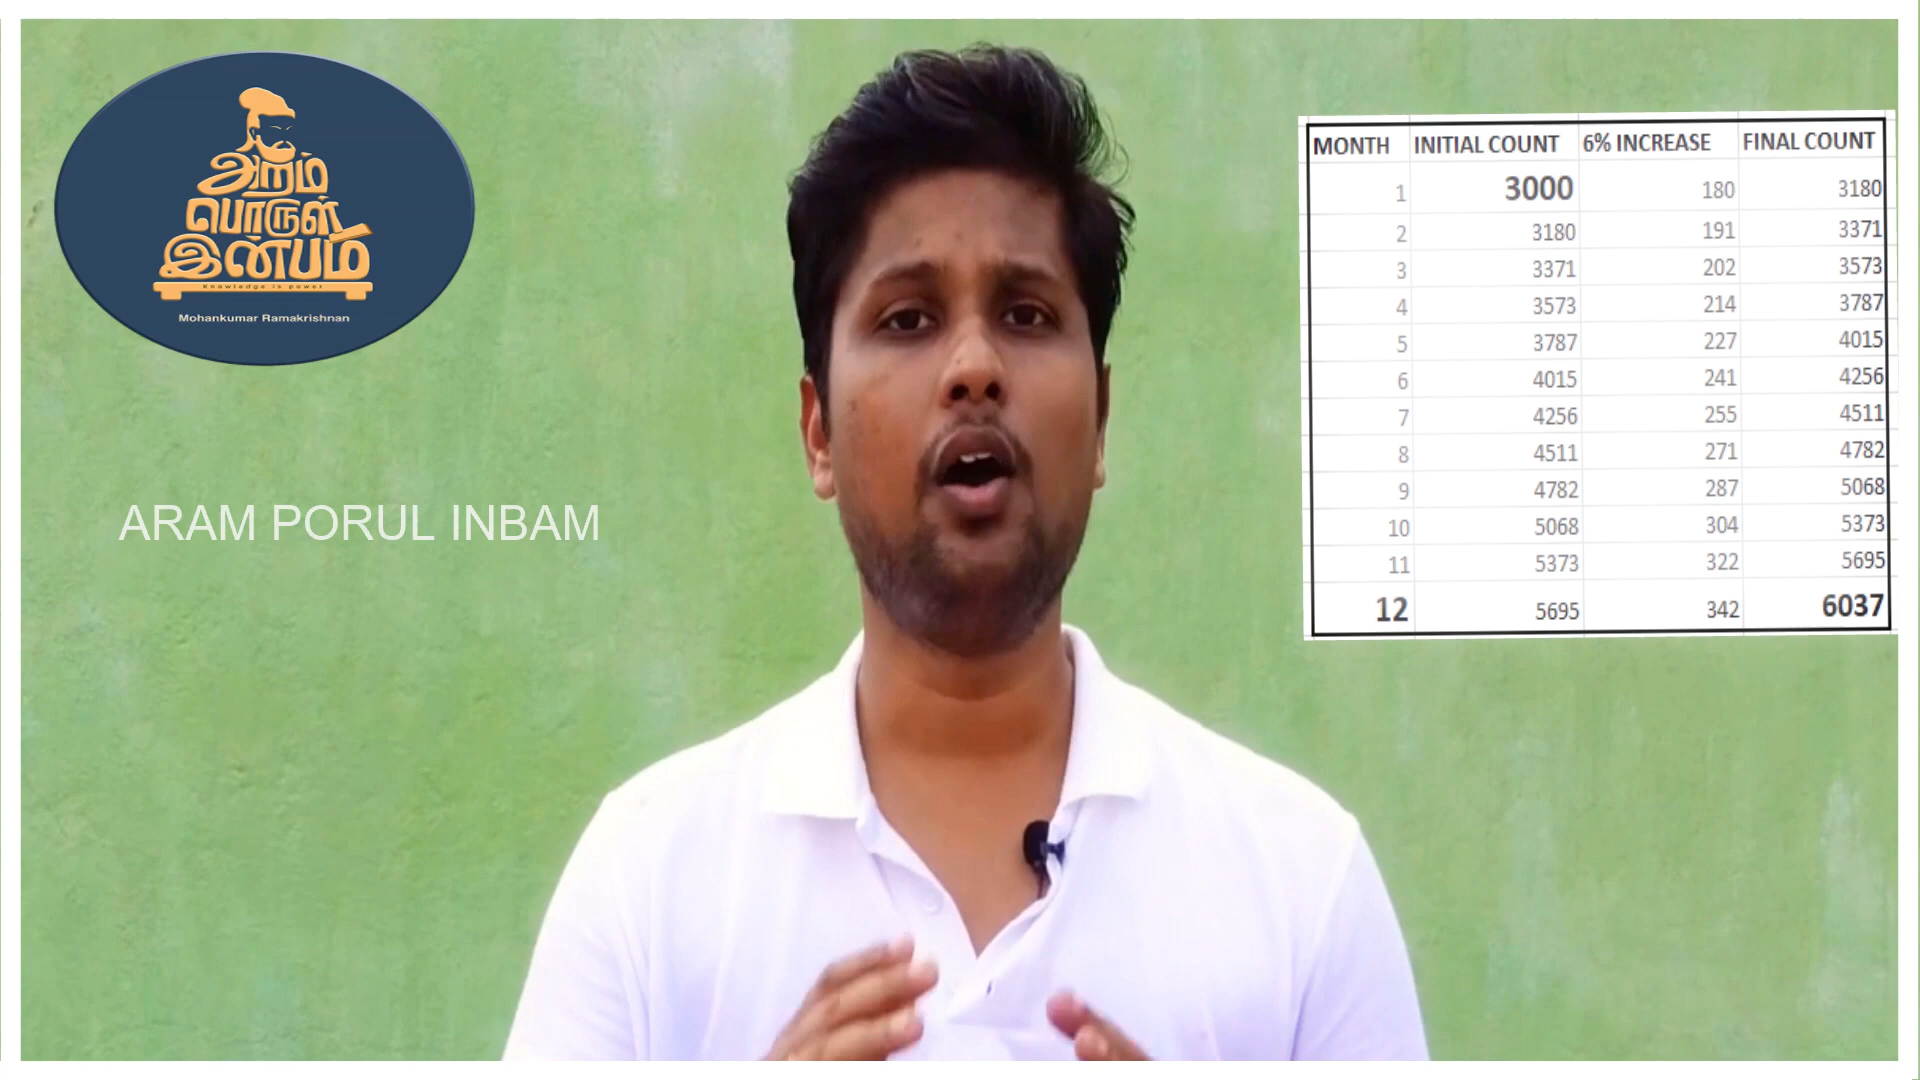 அறம்
பொருள்
இன்பம்
Knowledge is power
Mohankumar Ramakrishnan
ARAM PORUL INBAM
MONTH INITIAL COUNT 6% INCREASE FINAL COUNT
1 3000 180 3180
2 3180 191 3371
3 3371 202 3573
4 3573 214 3787
5 3787 227 4015
6 4015 241 4256
7 4256 255 4511
8 4511 271 4782
9 4782 287 5068
10 5068 304 5373
11 5373 322 5695
12 5695 342 6037